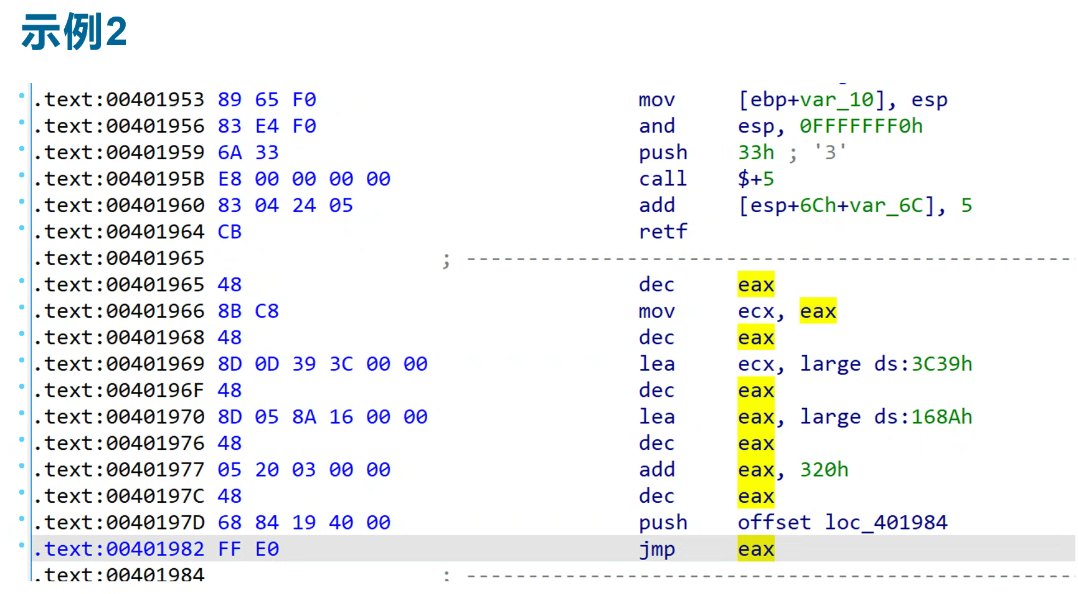 示例2
.text:00401953 89 65 F0 mov [ebp+var_10], esp
.text:00401956 83 E4 F0 and esp, 0FFFFFFF0h
.text:00401959 6A 33 push 33h ; '3'
.text:0040195B E8 00 00 00 00 call $+5
.text:00401960 83 04 24 05 add [esp+6Ch+var_6C], 5
.text:00401964 CB retf
.text:00401965 ; ---------------------------------------------------------
.text:00401965 48 dec eax
.text:00401966 8B C8 mov ecx, eax
.text:00401968 48 dec eax
.text:00401969 8D 0D 39 3C 00 00 lea ecx, large ds:3C39h
.text:0040196F 48 dec eax
.text:00401970 8D 05 8A 16 00 00 lea eax, large ds:168Ah
.text:00401976 48 dec eax
.text:00401977 05 20 03 00 00 add eax, 320h
.text:0040197C 48 dec eax
.text:0040197D 68 84 19 40 00 push offset loc_401984
.text:00401982 FF E0 jmp eax
.text:00401984 ; ---------------------------------------------------------